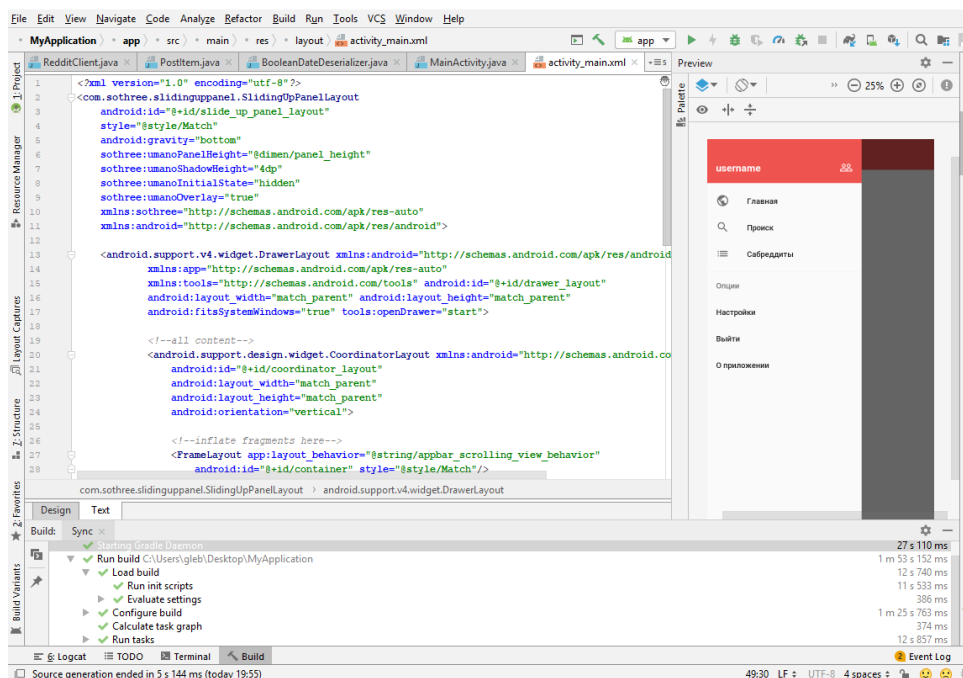 File Edit View Navigate Code Analyze Refactor Build Run Tools VCS Window Help
MyApplication app src main res layout activity_main.xml app
RedditClient.java PostItem.java BooleanDateDeserializer.java MainActivity.java activity_main.xml Preview
1: Project
Resource Manager
Layout Captures
7: Structure
2: Favorites
Build Variants
1 <?xml version="1.0" encoding="utf-8"?>
2 <com.sothree.slidinguppanel.SlidingUpPanelLayout
3 android:id="@+id/slide_up_panel_layout"
4 style="@style/Match"
5 android:gravity="bottom"
6 sothree:umanoPanelHeight="@dimen/panel_height"
7 sothree:umanoShadowHeight="4dp"
8 sothree:umanoInitialState="hidden"
9 sothree:umanoOverlay="true"
10 xmlns:sothree="http://schemas.android.com/apk/res-auto"
11 xmlns:android="http://schemas.android.com/apk/res/android">
12
13 <android.support.v4.widget.DrawerLayout xmlns:android="http://schemas.android.com/apk/res/android
14 xmlns:app="http://schemas.android.com/apk/res-auto"
15 xmlns:tools="http://schemas.android.com/tools" android:id="@+id/drawer_layout"
16 android:layout_width="match_parent" android:layout_height="match_parent"
17 android:fitsSystemWindows="true" tools:openDrawer="start">
18
19 <!--all content-->
20 <android.support.design.widget.CoordinatorLayout xmlns:android="http://schemas.android.co
21 android:id="@+id/coordinator_layout"
22 android:layout_width="match_parent"
23 android:layout_height="match_parent"
24 android:orientation="vertical">
25
26 <!--inflate fragments here-->
27 <FrameLayout app:layout_behavior="@string/appbar_scrolling_view_behavior"
28 android:id="@+id/container" style="@style/Match"/>
com.sothree.slidinguppanel.SlidingUpPanelLayout android.support.v4.widget.DrawerLayout
Design Text
Palette
25%
username
Главная
Происк
Сабреддиты
Опции
Настройки
Выйти
О приложении
Build: Sync
Starting Gradle Daemon 27 s 110 ms
Run build C:\Users\gleb\Desktop\MyApplication 1 m 53 s 152 ms
Load build 12 s 740 ms
Run init scripts 11 s 533 ms
Evaluate settings 386 ms
Configure build 1 m 25 s 763 ms
Calculate task graph 374 ms
Run tasks 12 s 857 ms
6: Logcat TODO Terminal Build 2 Event Log
Source generation ended in 5 s 144 ms (today 19:55) 49:30 LF UTF-8 4 spaces